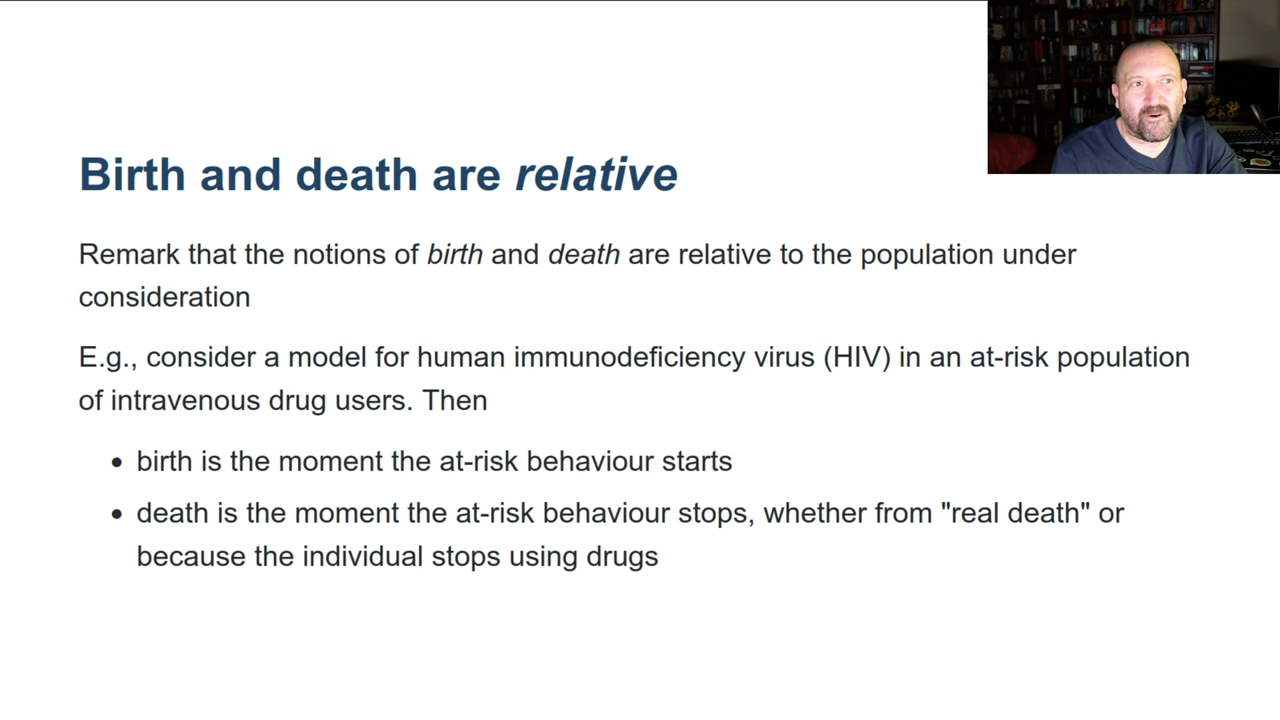 Birth and death are relative
Remark that the notions of birth and death are relative to the population under
consideration
E.g., consider a model for human immunodeficiency virus (HIV) in an at-risk population
of intravenous drug users. Then
• birth is the moment the at-risk behaviour starts
• death is the moment the at-risk behaviour stops, whether from "real death" or
because the individual stops using drugs